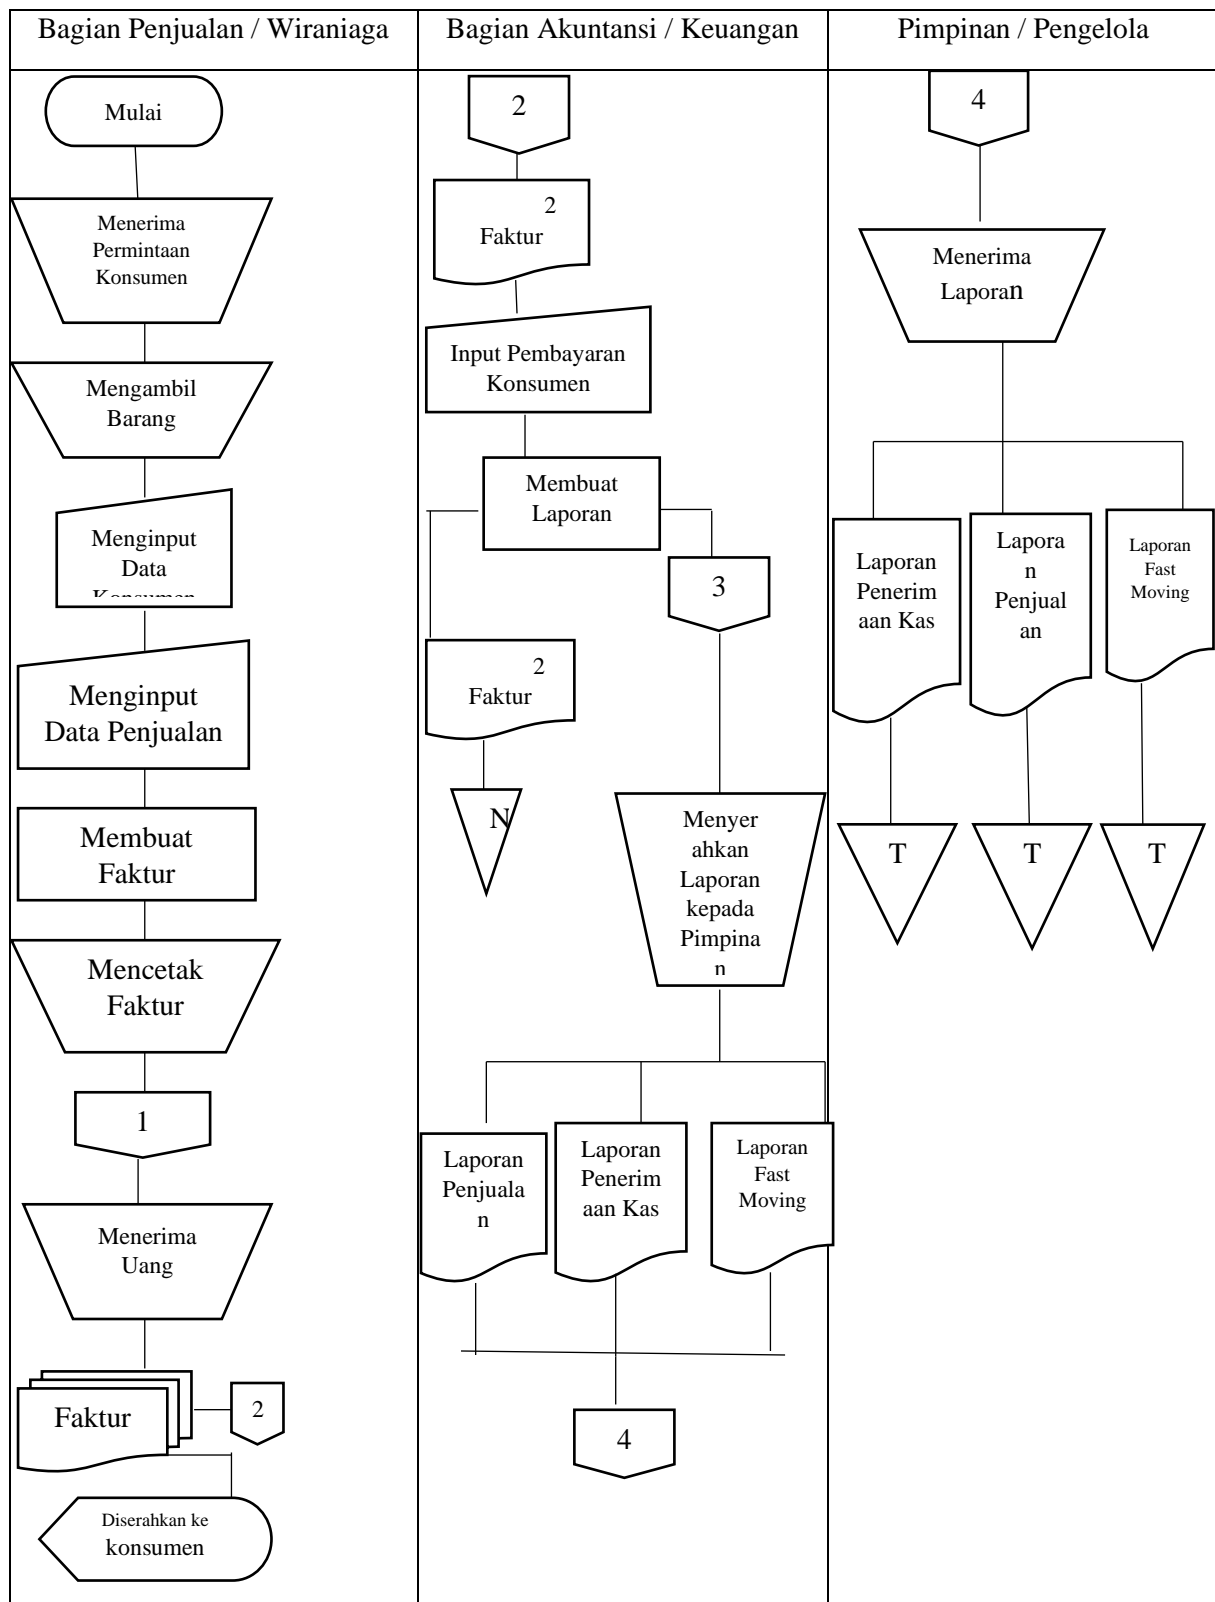 Bagian Penjualan / Wiraniaga
Bagian Akuntansi / Keuangan
Pimpinan / Pengelola
Mulai
Menerima
Permintaan
Konsumen
Mengambil
Barang
Menginput
Data
Konsumen
Menginput
Data Penjualan
Membuat
Faktur
Mencetak
Faktur
1
Menerima
Uang
Faktur
2
Diserahkan ke
konsumen
2
2
Faktur
Input Pembayaran
Konsumen
Membuat
Laporan
3
2
Faktur
N
Menyer
ahkan
Laporan
kepada
Pimpina
n
Laporan
Penjuala
n
Laporan
Penerim
aan Kas
Laporan
Fast
Moving
4
4
Menerima
Laporan
Laporan
Penerim
aan Kas
Lapora
n
Penjual
an
Laporan
Fast
Moving
T
T
T